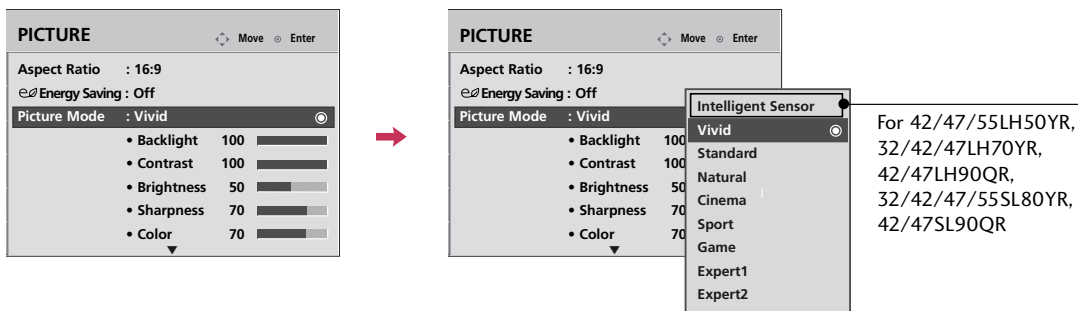 PICTURE
Move Enter
Aspect Ratio : 16:9
Energy Saving : Off
Picture Mode : Vivid
• Backlight 100
• Contrast 100
• Brightness 50
• Sharpness 70
• Color 70
PICTURE
Move Enter
Aspect Ratio : 16:9
Energy Saving : Off
Picture Mode : Vivid
• Backlight 100
• Contrast 100
• Brightness 50
• Sharpness 70
• Color 70
Intelligent Sensor
Vivid
Standard
Natural
Cinema
Sport
Game
Expert1
Expert2
For 42/47/55LH50YR,
32/42/47LH70YR,
42/47LH90QR,
32/42/47/55SL80YR,
42/47SL90QR